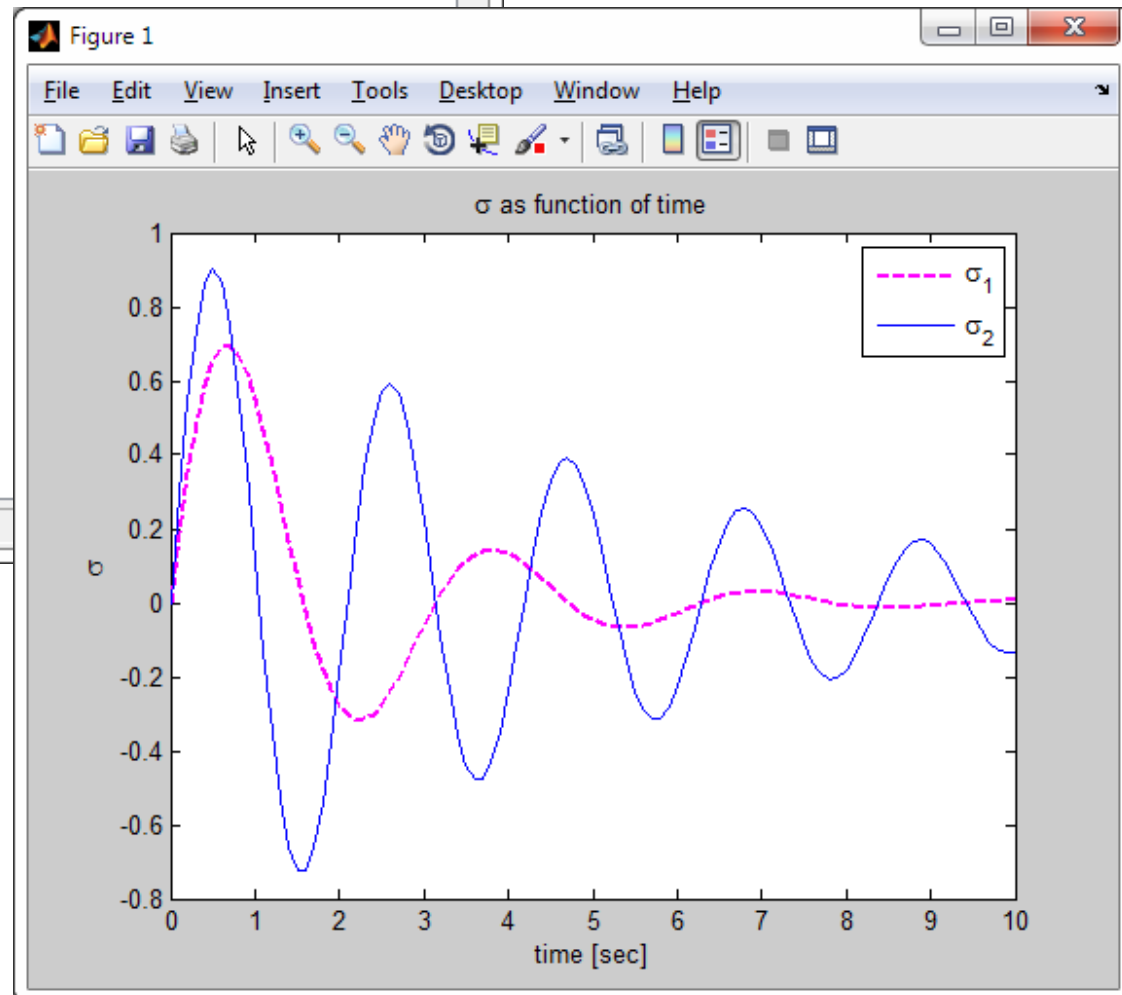 Figure 1
File Edit View Insert Tools Desktop Window Help
σ as function of time
σ₁
σ₂
1
0.8
0.6
0.4
0.2
0
-0.2
-0.4
-0.6
-0.8
σ
0 1 2 3 4 5 6 7 8 9 10
time [sec]